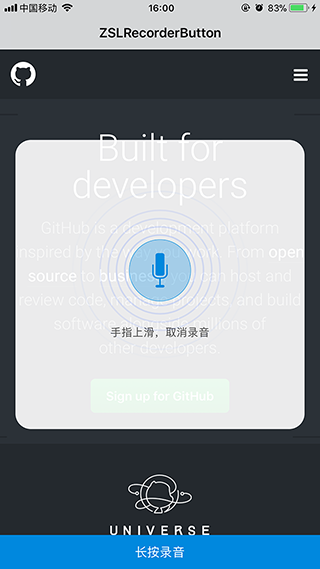 中国移动
16:00
83%
ZSLRecorderButton
Built for
developers
GitHub is a development platform
inspired by the way you work. From open
source to business, you can host and
review code, manage projects, and build
software alongside millions of
other developers.
手指上滑，取消录音
Sign up for GitHub
UNIVERSE
长按录音